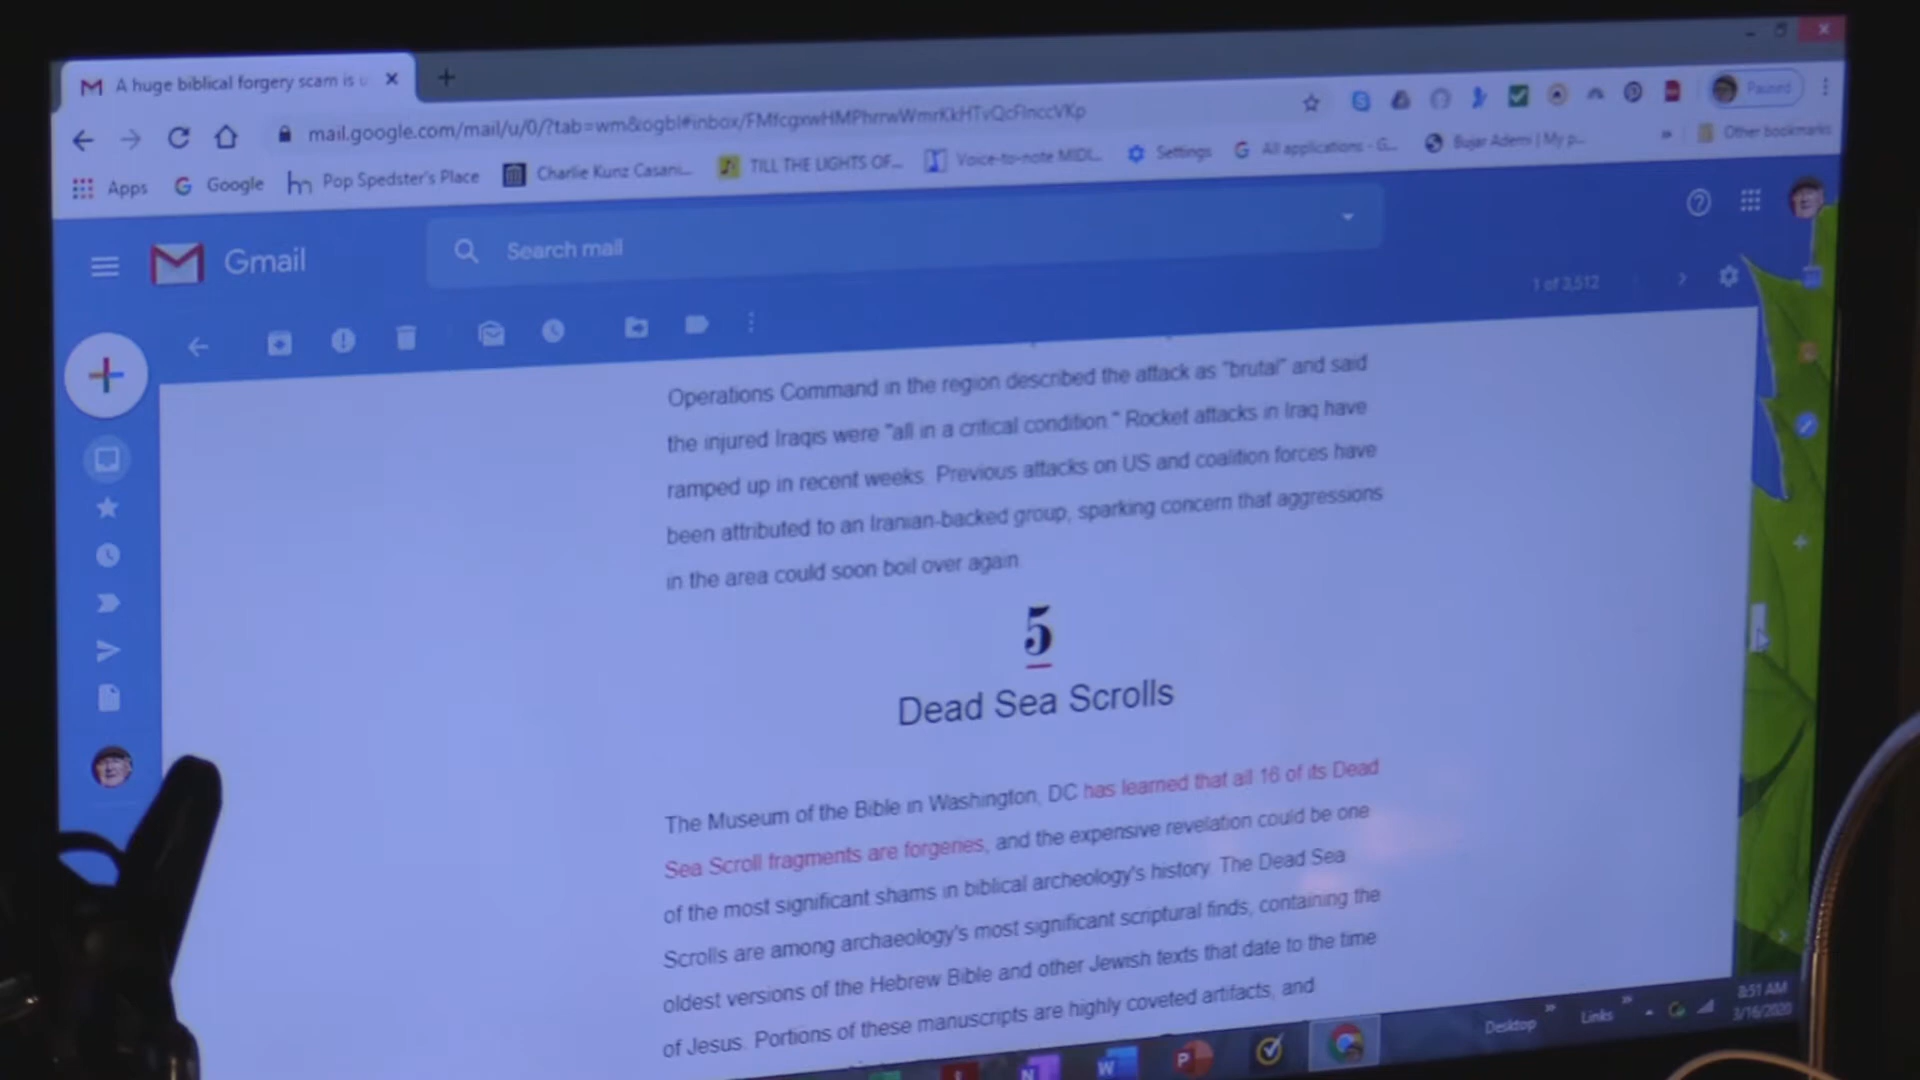 A huge biblical forgery scam is u
mail.google.com/mail/u/0/?tab=wm&ogbl#inbox/FMfcgxwHMPhrrwWmrKkHTvQcFlnccVKp
Paused
Apps Google Pop Spedster's Place Charlie Kunz Casani... TILL THE LIGHTS OF... Voice-to-note MIDI... Settings All applications - G... Bujar Ademi | My p... » Other bookmarks
Gmail
Search mail
1 of 3,512
Operations Command in the region described the attack as "brutal" and said
the injured Iraqis were "all in a critical condition." Rocket attacks in Iraq have
ramped up in recent weeks. Previous attacks on US and coalition forces have
been attributed to an Iranian-backed group, sparking concern that aggressions
in the area could soon boil over again.
5
Dead Sea Scrolls
The Museum of the Bible in Washington, DC has learned that all 16 of its Dead
Sea Scroll fragments are forgeries, and the expensive revelation could be one
of the most significant shams in biblical archeology's history. The Dead Sea
Scrolls are among archaeology's most significant scriptural finds, containing the
oldest versions of the Hebrew Bible and other Jewish texts that date to the time
of Jesus. Portions of these manuscripts are highly coveted artifacts, and
Desktop » Links »
8:51 AM
3/16/2020